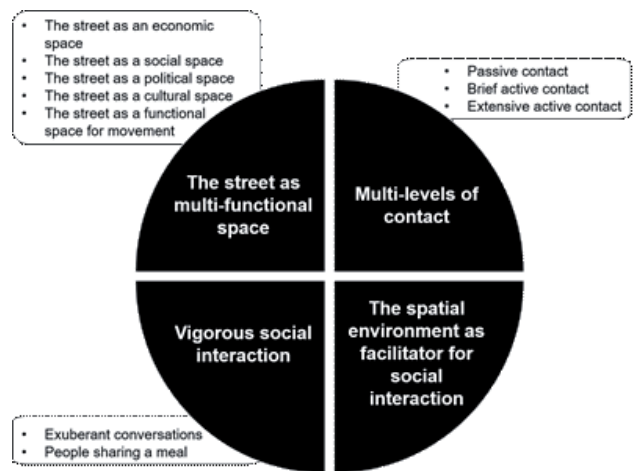 • The street as an economic
space
• The street as a social space
• The street as a political space
• The street as a cultural space
• The street as a functional
space for movement
• Passive contact
• Brief active contact
• Extensive active contact
The street as
multi-functional
space
Multi-levels of
contact
Vigorous social
interaction
The spatial
environment as
facilitator for
social
interaction
• Exuberant conversations
• People sharing a meal